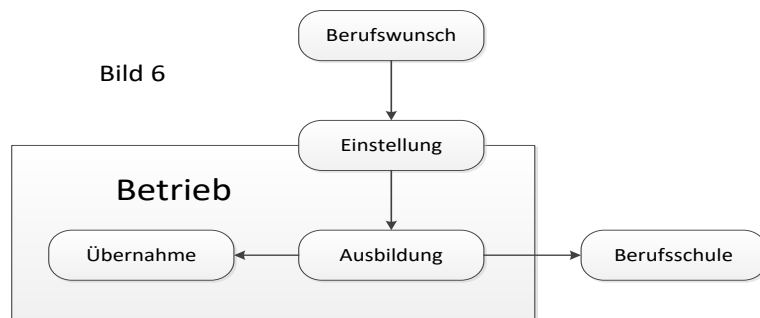 Berufswunsch
Bild 6
Einstellung
Betrieb
Übernahme
Ausbildung
Berufsschule